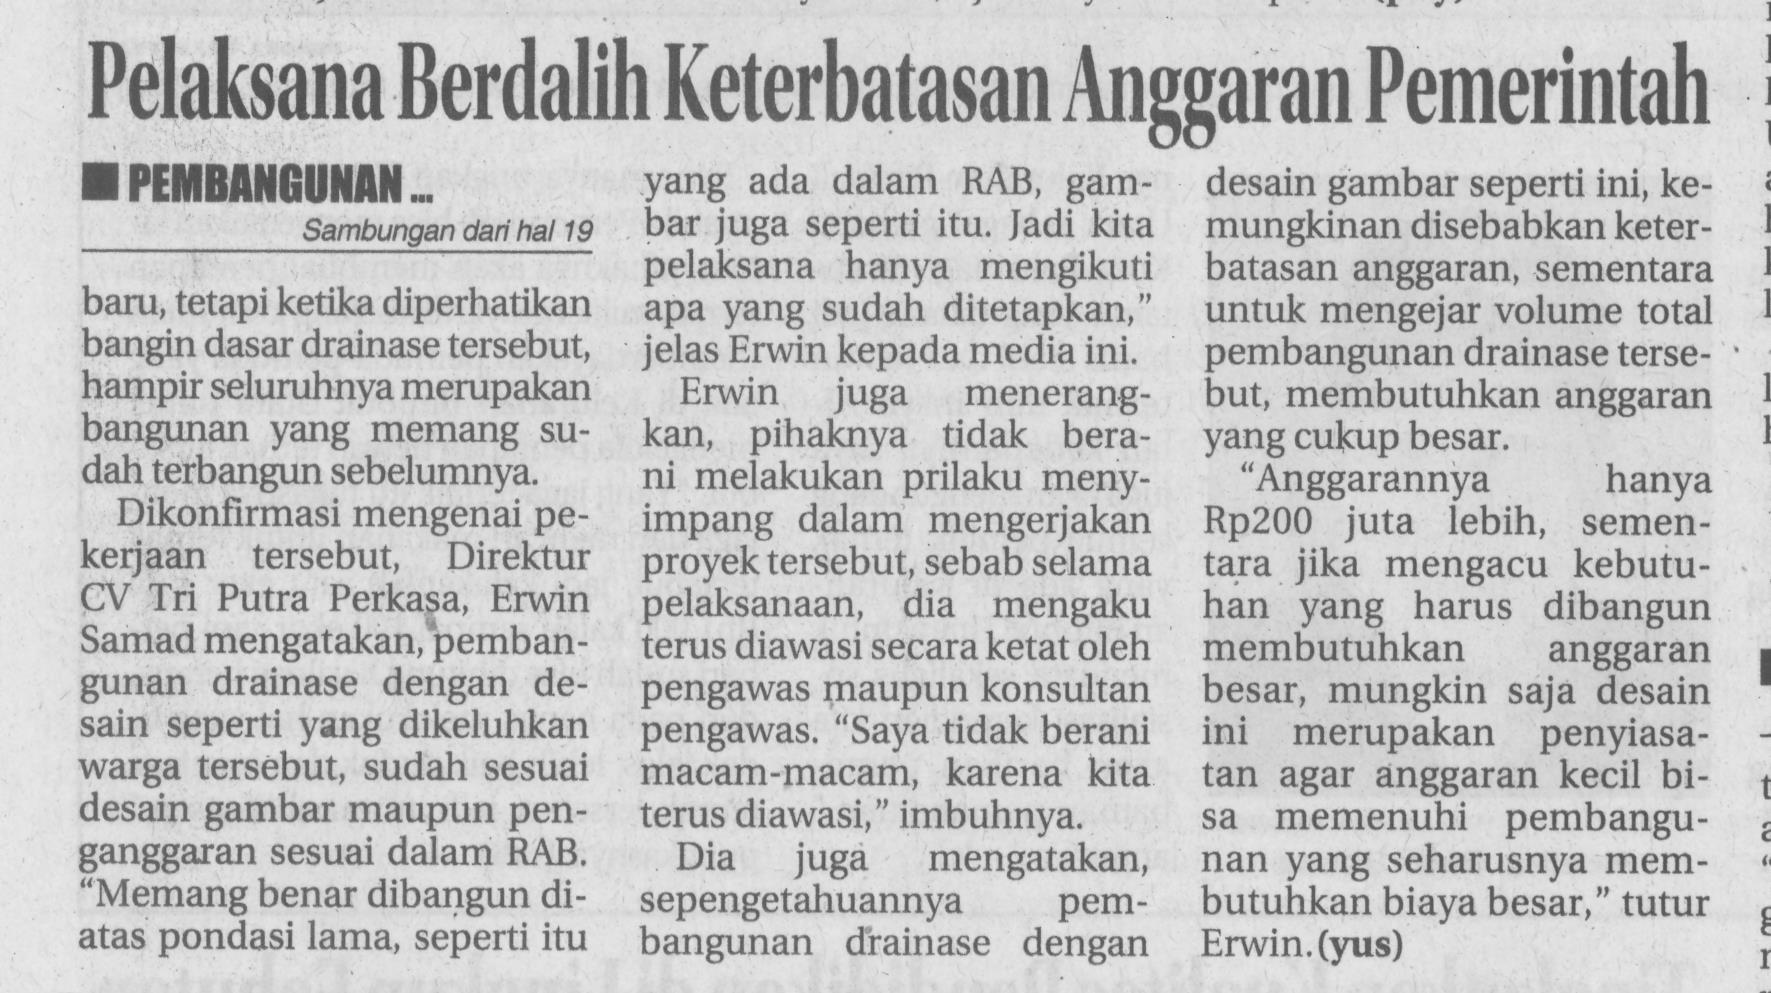 Pelaksana Berdalih Keterbatasan Anggaran Pemerintah
PEMBANGUNAN ...
Sambungan dari hal 19
baru, tetapi ketika diperhatikan
bangin dasar drainase tersebut,
hampir seluruhnya merupakan
bangunan yang memang su-
dah terbangun sebelumnya.
Dikonfirmasi mengenai pe-
kerjaan tersebut, Direktur
CV Tri Putra Perkasa, Erwin
Samad mengatakan, pemban-
gunan drainase dengan de-
sain seperti yang dikeluhkan
warga tersebut, sudah sesuai
desain gambar maupun pen-
ganggaran sesuai dalam RAB.
“Memang benar dibangun di-
atas pondasi lama, seperti itu
yang ada dalam RAB, gam-
bar juga seperti itu. Jadi kita
pelaksana hanya mengikuti
apa yang sudah ditetapkan,”
jelas Erwin kepada media ini.
Erwin juga menerang-
kan, pihaknya tidak bera-
ni melakukan prilaku meny-
impang dalam mengerjakan
proyek tersebut, sebab selama
pelaksanaan, dia mengaku
terus diawasi secara ketat oleh
pengawas maupun konsultan
pengawas. “Saya tidak berani
macam-macam, karena kita
terus diawasi,” imbuhnya.
Dia juga mengatakan,
sepengetahuannya pem-
bangunan drainase dengan
desain gambar seperti ini, ke-
mungkinan disebabkan keter-
batasan anggaran, sementara
untuk mengejar volume total
pembangunan drainase terse-
but, membutuhkan anggaran
yang cukup besar.
“Anggarannya hanya
Rp200 juta lebih, semen-
tara jika mengacu kebutu-
han yang harus dibangun
membutuhkan anggaran
besar, mungkin saja desain
ini merupakan penyiasa-
tan agar anggaran kecil bi-
sa memenuhi pembangu-
nan yang seharusnya mem-
butuhkan biaya besar,” tutur
Erwin. (yus)